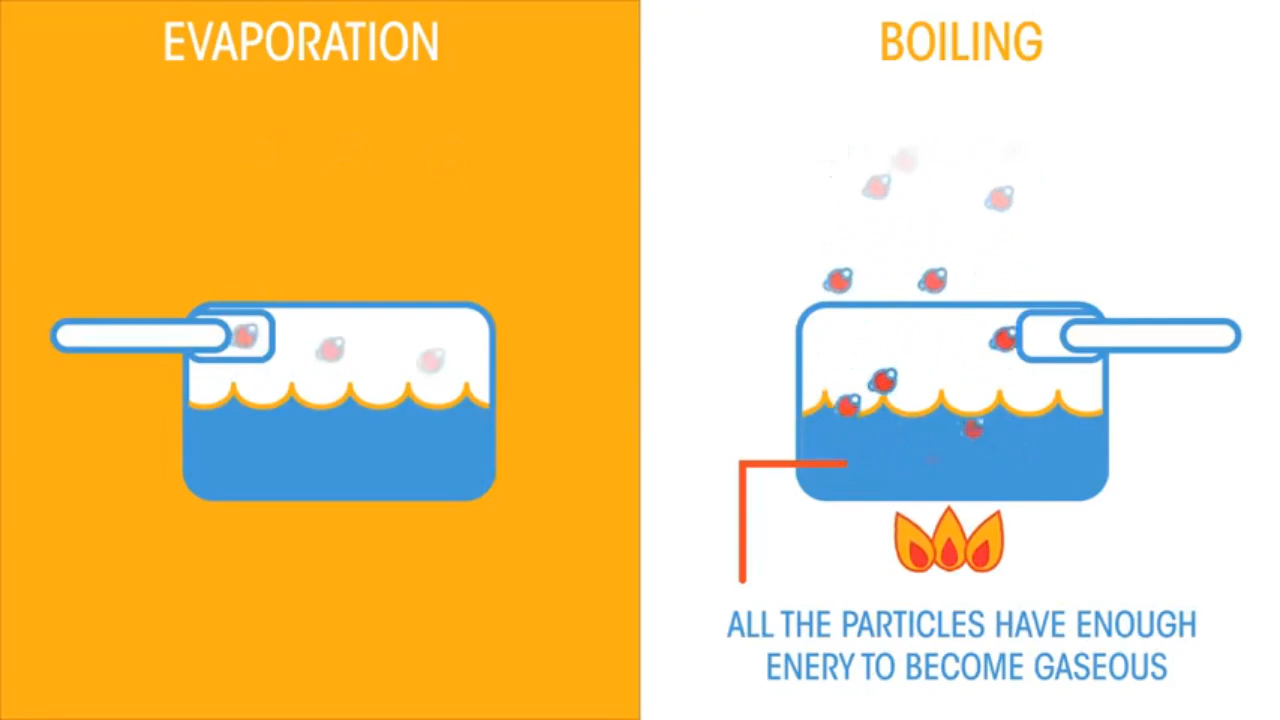 EVAPORATION
BOILING
ALL THE PARTICLES HAVE ENOUGH
ENERY TO BECOME GASEOUS